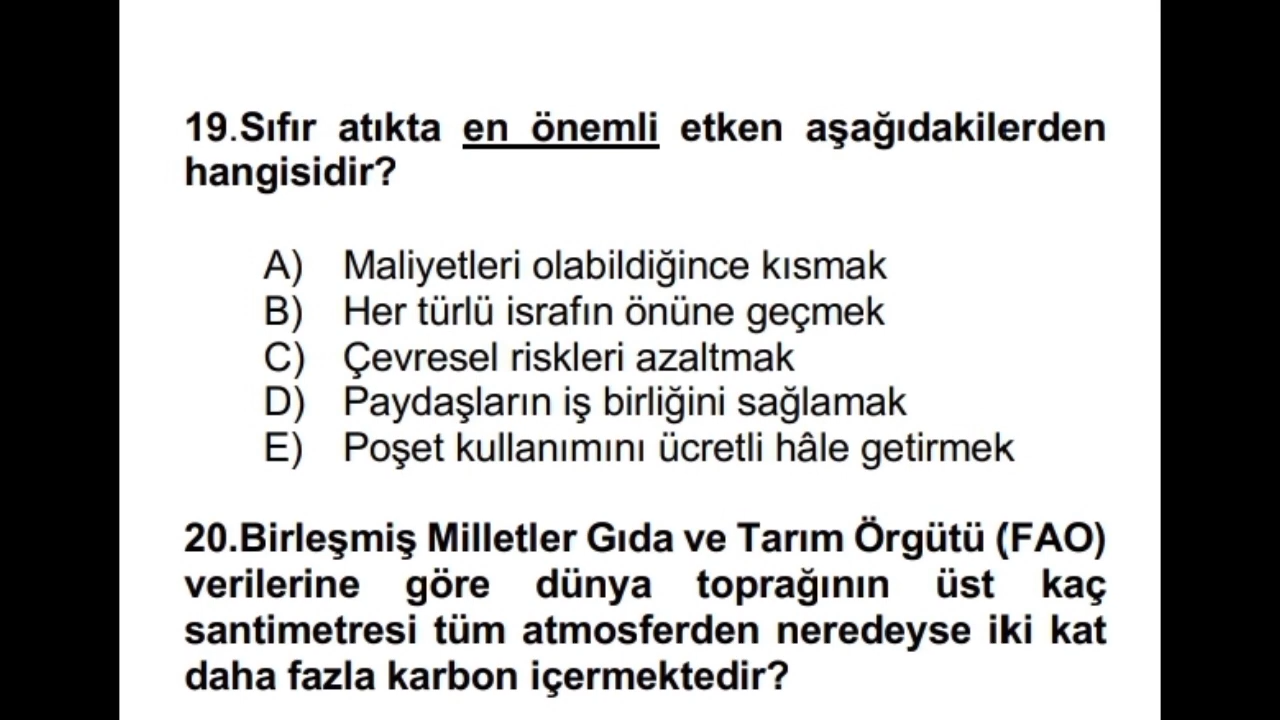 19.Sıfır atıkta en önemli etken aşağıdakilerden
hangisidir?
A) Maliyetleri olabildiğince kısmak
B) Her türlü israfın önüne geçmek
C) Çevresel riskleri azaltmak
D) Paydaşların iş birliğini sağlamak
E) Poşet kullanımını ücretli hâle getirmek
20.Birleşmiş Milletler Gıda ve Tarım Örgütü (FAO)
verilerine göre dünya toprağının üst kaç
santimetresi tüm atmosferden neredeyse iki kat
daha fazla karbon içermektedir?